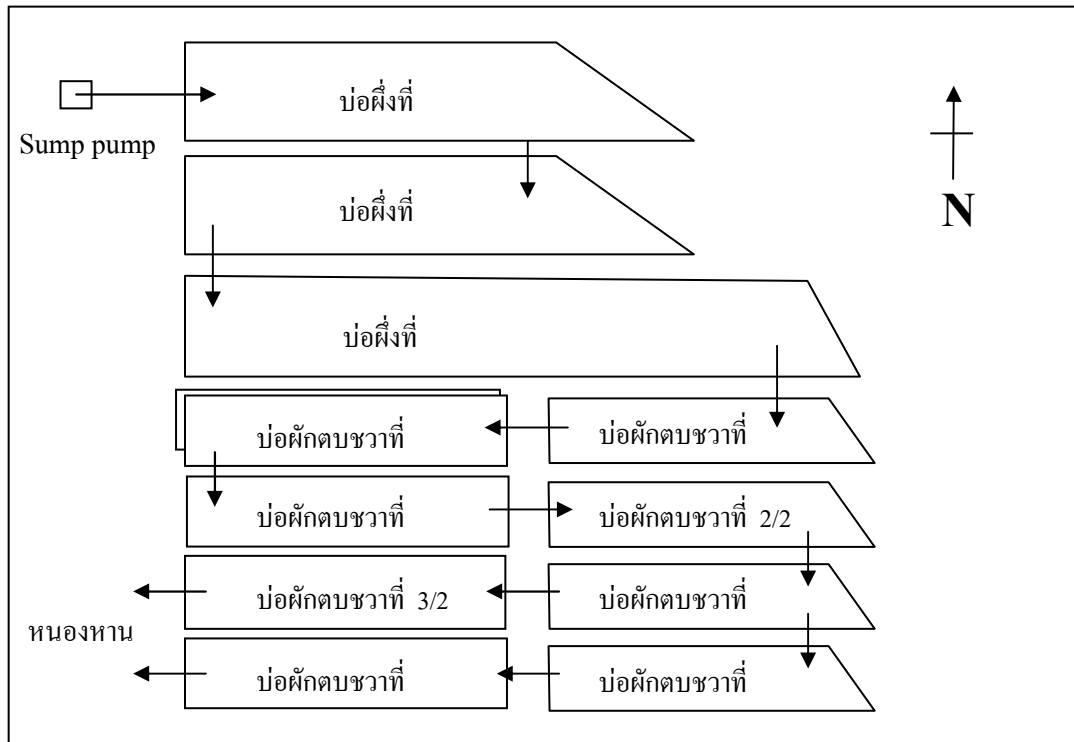 บ่อผึ่งที่
Sump pump
บ่อผึ่งที่
N
บ่อผึ่งที่
บ่อผักตบชวาที่
บ่อผักตบชวาที่
บ่อผักตบชวาที่
บ่อผักตบชวาที่ 2/2
บ่อผักตบชวาที่ 3/2
บ่อผักตบชวาที่
หนองหาน
บ่อผักตบชวาที่
บ่อผักตบชวาที่